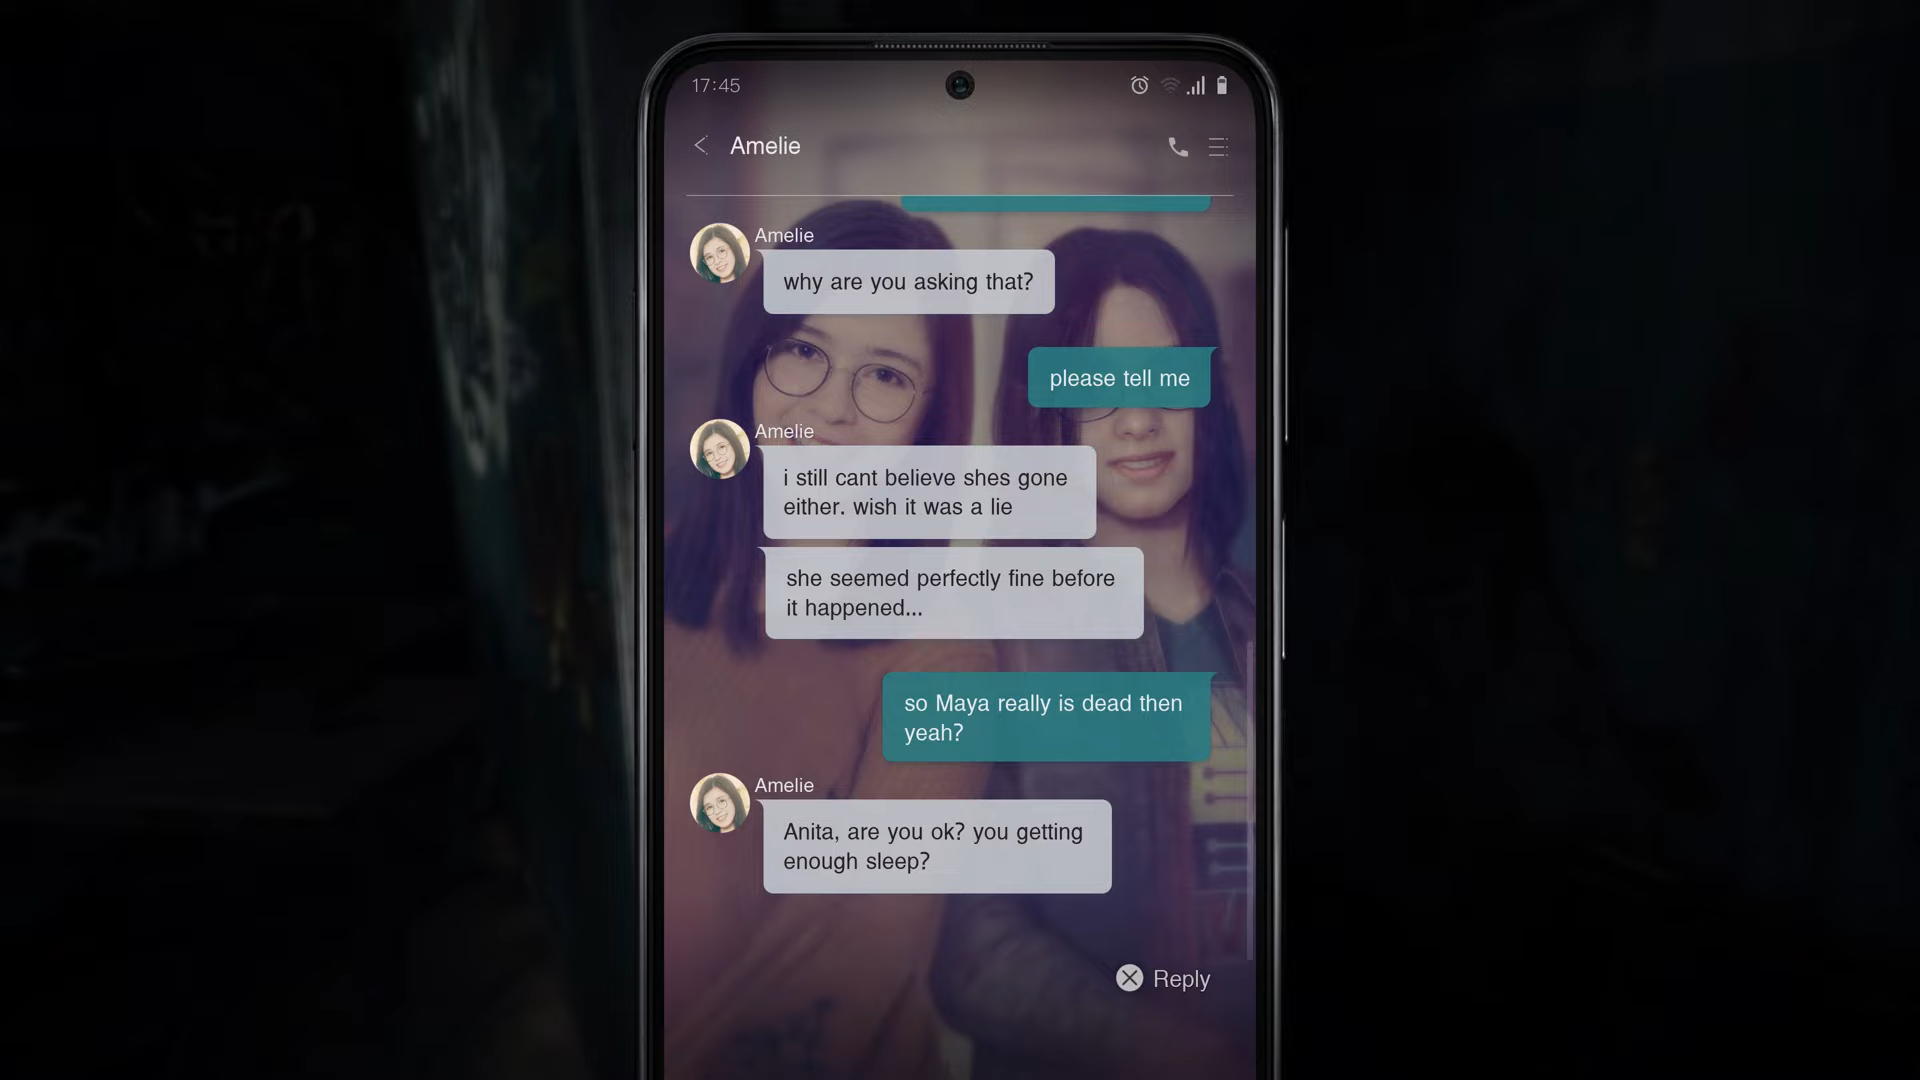 17:45
Amelie
Amelie
why are you asking that?
please tell me
Amelie
i still cant believe shes gone
either. wish it was a lie
she seemed perfectly fine before
it happened...
so Maya really is dead then
yeah?
Amelie
Anita, are you ok? you getting
enough sleep?
Reply